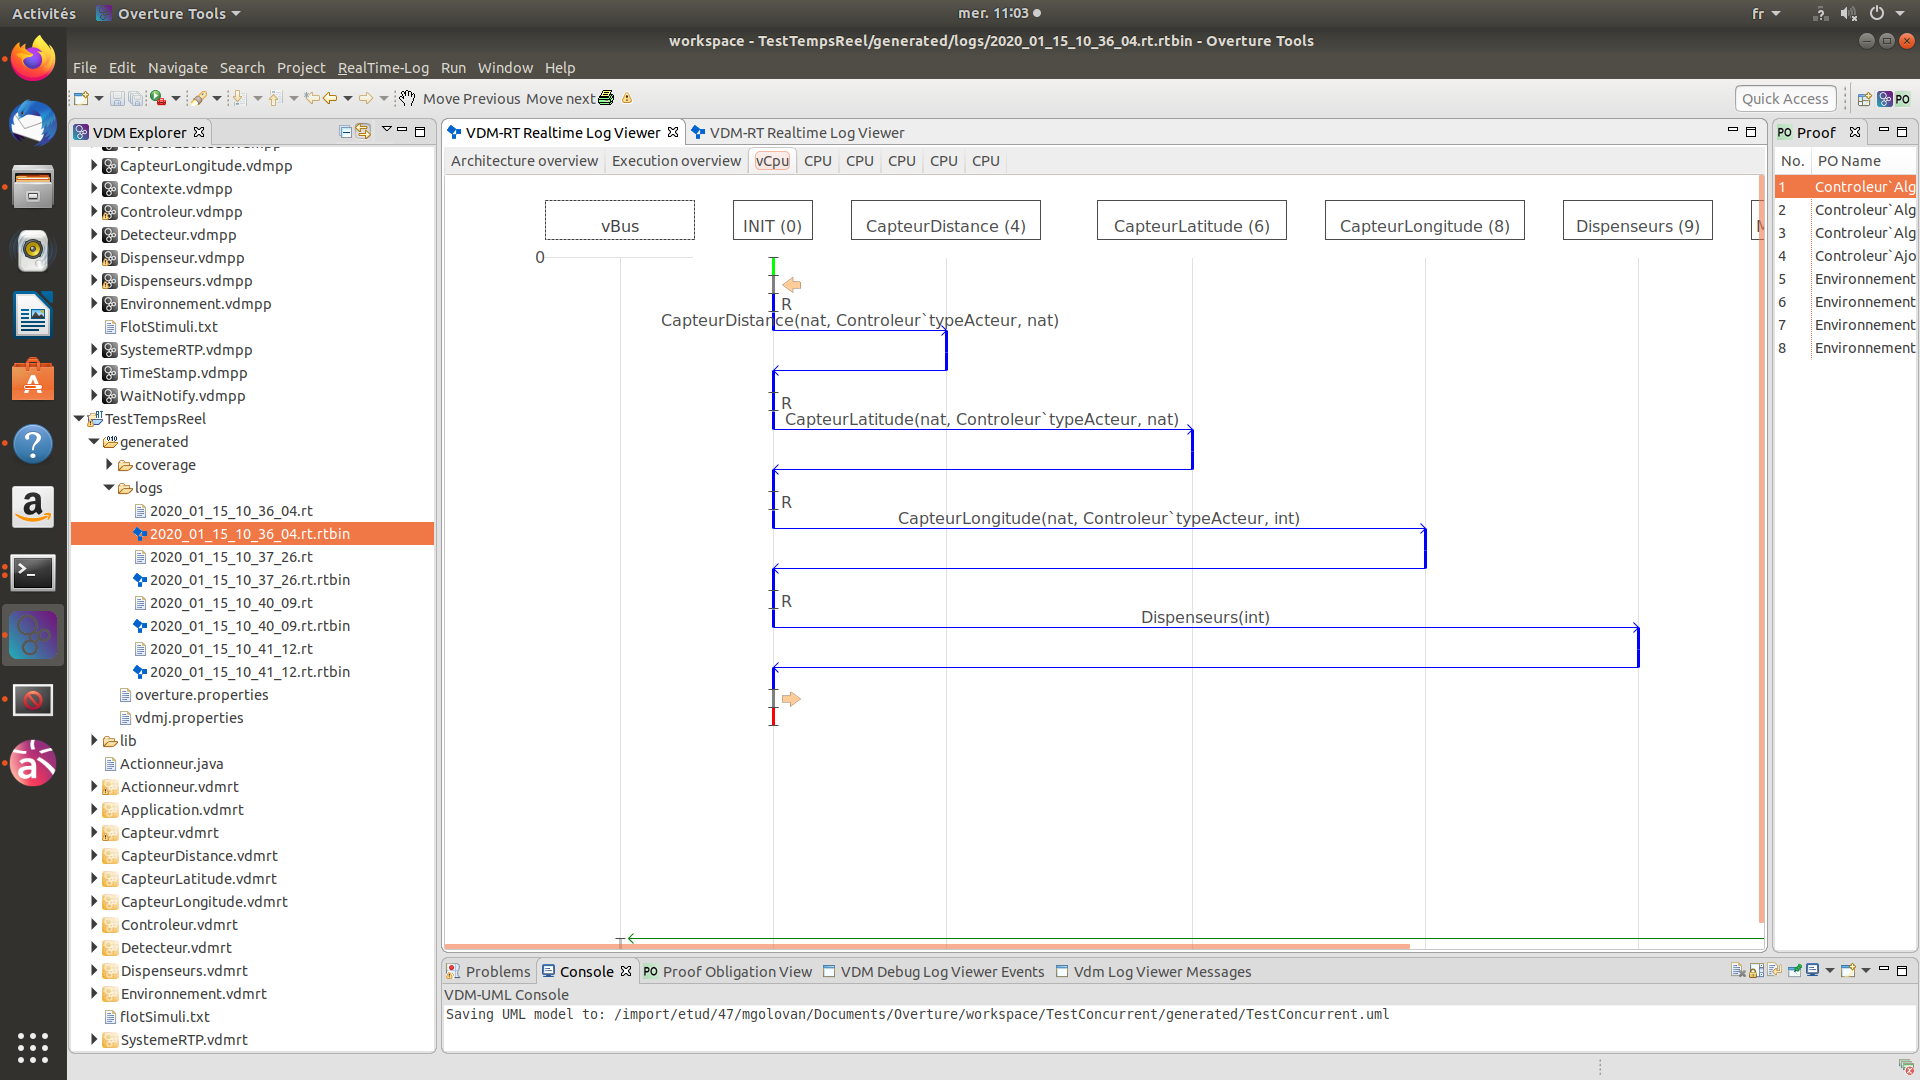 Activités
Overture Tools
mer. 11:03
fr
workspace - TestTempsReel/generated/logs/2020_01_15_10_36_04.rt.rtbin - Overture Tools
File Edit Navigate Search Project RealTime-Log Run Window Help
Move Previous Move next
Quick Access
PO
VDM Explorer
CapteurLongitude.vdmpp
Contexte.vdmpp
Controleur.vdmpp
Detecteur.vdmpp
Dispenseur.vdmpp
Dispenseurs.vdmpp
Environnement.vdmpp
FlotStimuli.txt
SystemeRTP.vdmpp
TimeStamp.vdmpp
WaitNotify.vdmpp
TestTempsReel
generated
coverage
logs
2020_01_15_10_36_04.rt
2020_01_15_10_36_04.rt.rtbin
2020_01_15_10_37_26.rt
2020_01_15_10_37_26.rt.rtbin
2020_01_15_10_40_09.rt
2020_01_15_10_40_09.rt.rtbin
2020_01_15_10_41_12.rt
2020_01_15_10_41_12.rt.rtbin
overture.properties
vdmj.properties
lib
Actionneur.java
Actionneur.vdmrt
Application.vdmrt
Capteur.vdmrt
CapteurDistance.vdmrt
CapteurLatitude.vdmrt
CapteurLongitude.vdmrt
Controleur.vdmrt
Detecteur.vdmrt
Dispenseurs.vdmrt
Environnement.vdmrt
flotSimuli.txt
SystemeRTP.vdmrt
VDM-RT Realtime Log Viewer
VDM-RT Realtime Log Viewer
Architecture overview Execution overview vCpu CPU CPU CPU CPU CPU
vBus INIT (0) CapteurDistance (4) CapteurLatitude (6) CapteurLongitude (8) Dispenseurs (9)
0
R
CapteurDistance(nat, Controleur`typeActeur, nat)
R
CapteurLatitude(nat, Controleur`typeActeur, nat)
R
CapteurLongitude(nat, Controleur`typeActeur, int)
R
Dispenseurs(int)
PO Proof
No. PO Name
1 Controleur`Alg
2 Controleur`Alg
3 Controleur`Alg
4 Controleur`Ajo
5 Environnement
6 Environnement
7 Environnement
8 Environnement
Problems Console PO Proof Obligation View VDM Debug Log Viewer Events Vdm Log Viewer Messages
VDM-UML Console
Saving UML model to: /import/etud/47/mgolovan/Documents/Overture/workspace/TestConcurrent/generated/TestConcurrent.uml